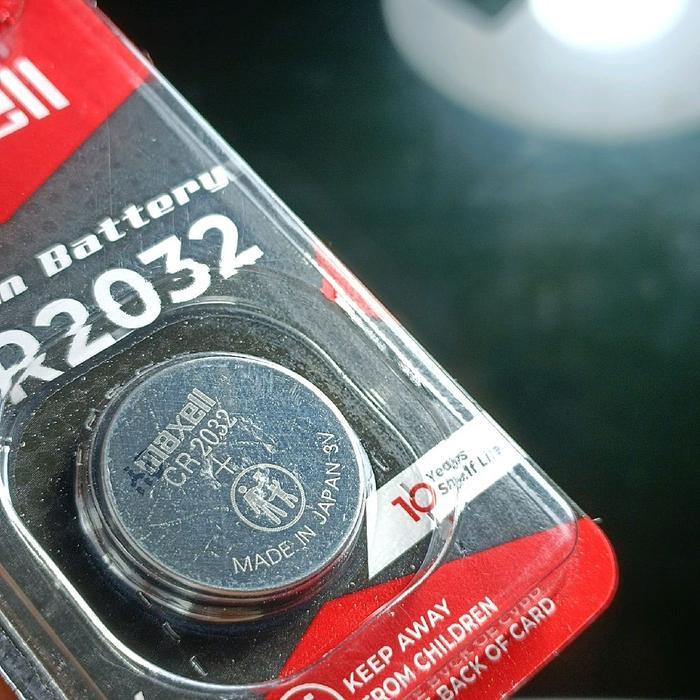 ell
n Battery
R2032
maxell
CR2032
+
MADE IN JAPAN 3V
10 Years
Shelf Life
KEEP AWAY
FROM CHILDREN
BACK OF CARD